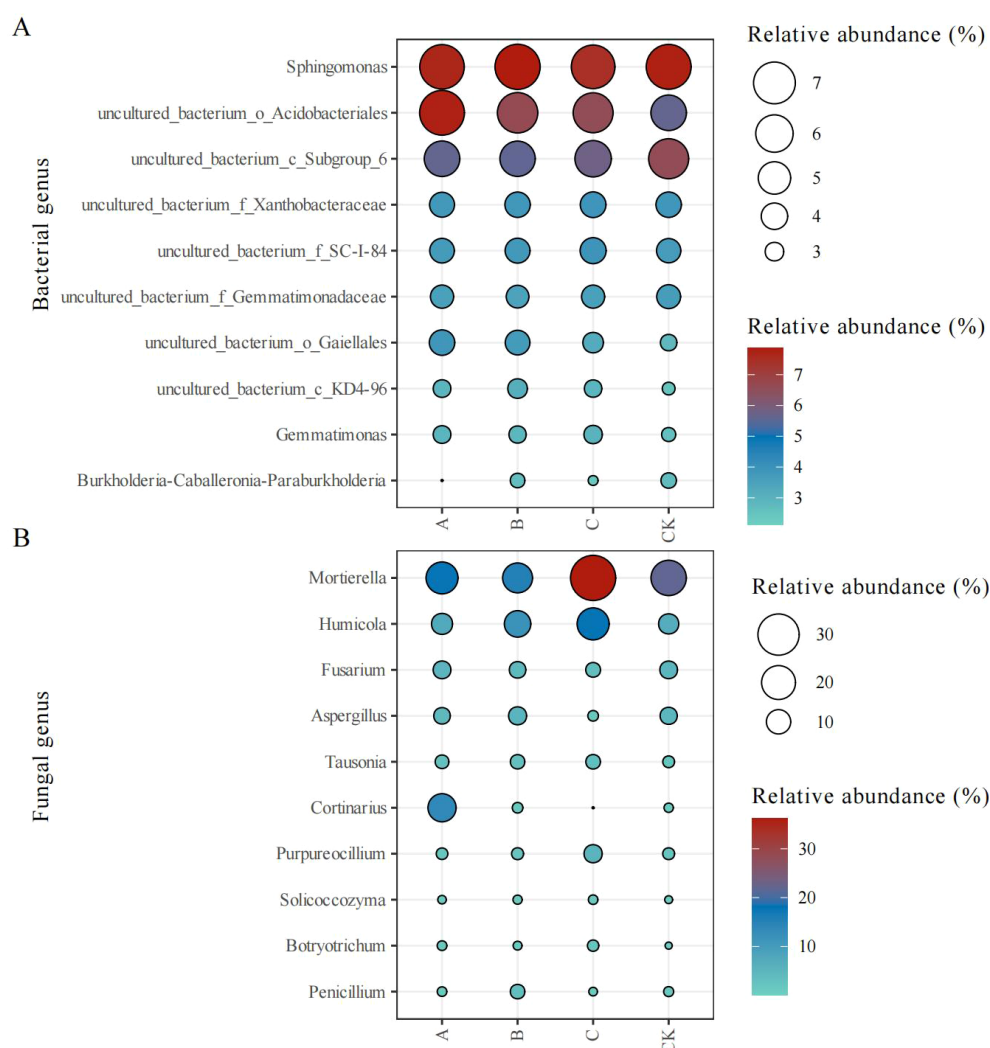 A
Bacterial genus
Sphingomonas
uncultured_bacterium_o_Acidobacteriales
uncultured_bacterium_c_Subgroup_6
uncultured_bacterium_f_Xanthobacteraceae
uncultured_bacterium_f_SC-I-84
uncultured_bacterium_f_Gemmatimonadaceae
uncultured_bacterium_o_Gaiellales
uncultured_bacterium_c_KD4-96
Gemmatimonas
Burkholderia-Caballeronia-Paraburkholderia
A B C CK
Relative abundance (%)
7
6
5
4
3
Relative abundance (%)
7
6
5
4
3
B
Fungal genus
Mortierella
Humicola
Fusarium
Aspergillus
Tausonia
Cortinarius
Purpureocillium
Solicoccozyma
Botryotrichum
Penicillium
A B C CK
Relative abundance (%)
30
20
10
Relative abundance (%)
30
20
10